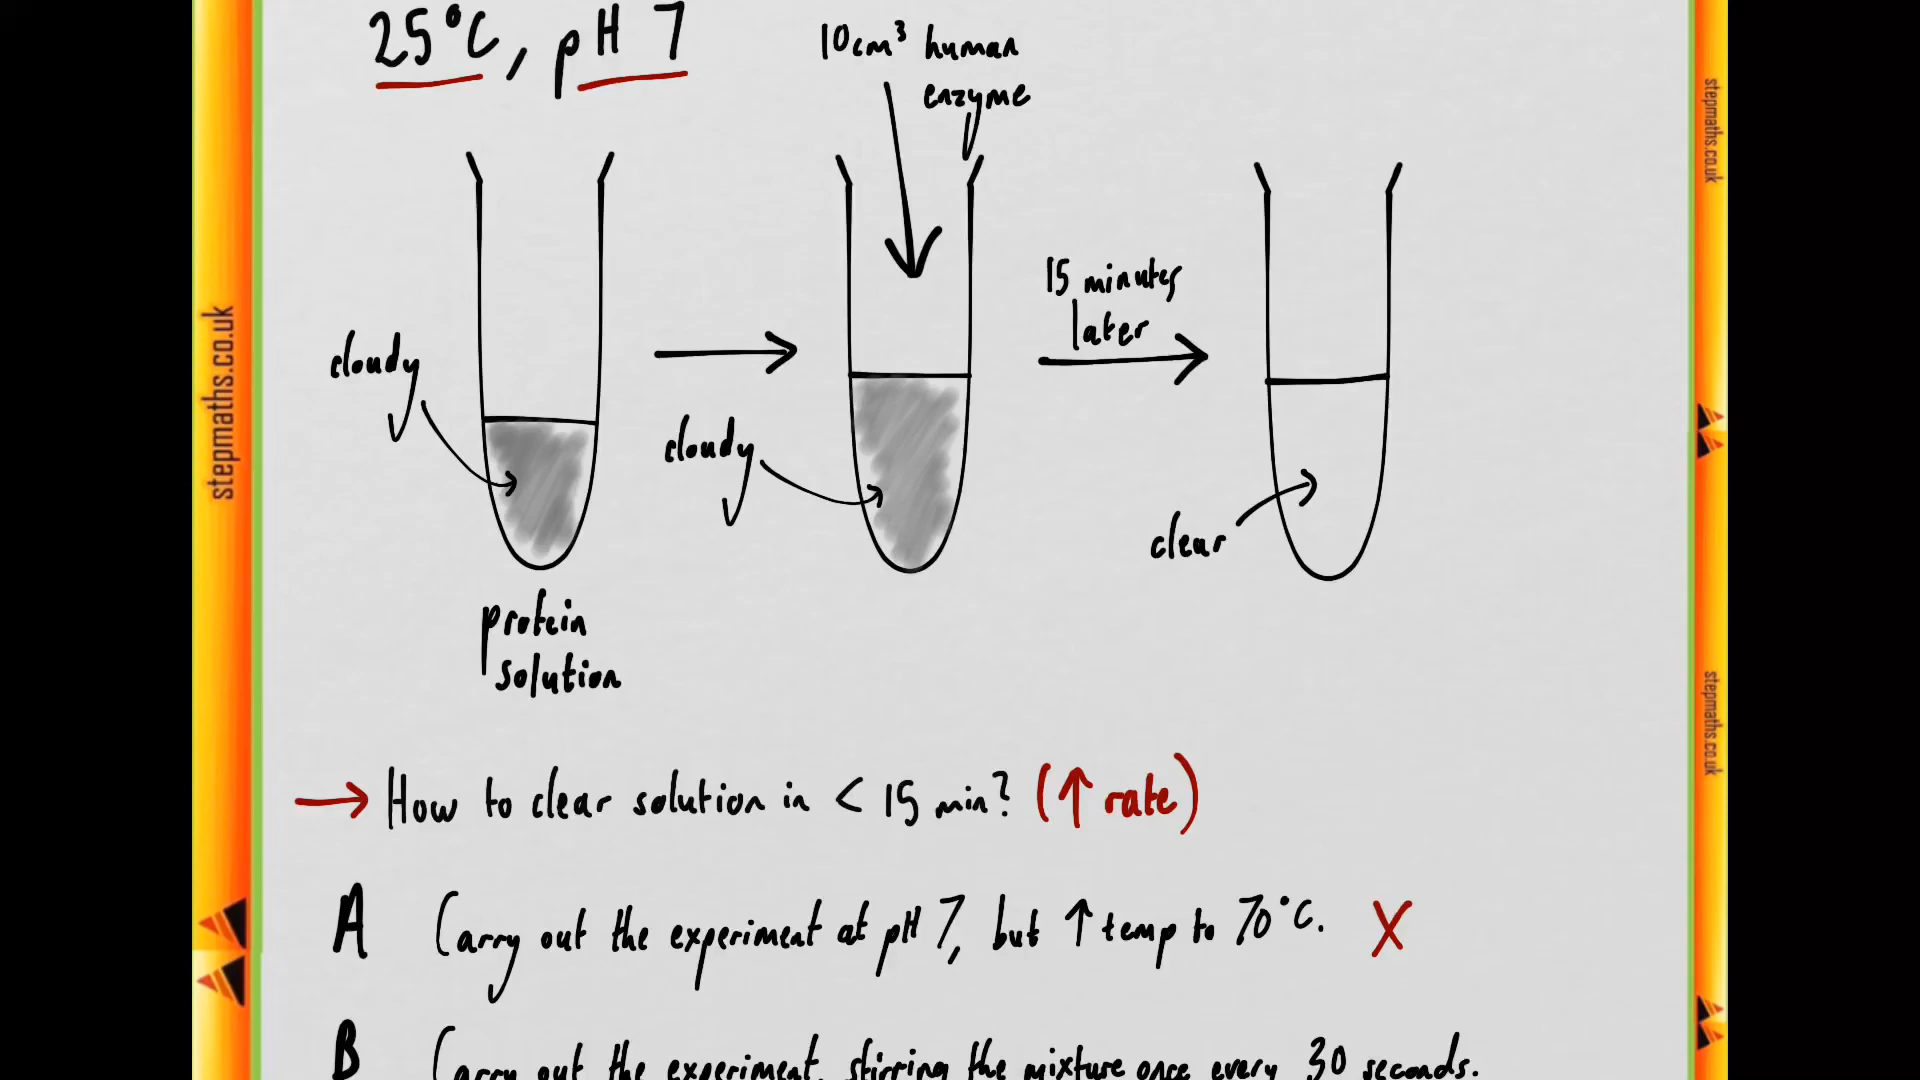 25°C, pH 7
10cm³ human
enzyme
15 minutes
later
cloudy
cloudy
clear
protein
solution
→ How to clear solution in < 15 min? (↑ rate)
A Carry out the experiment at pH 7, but ↑ temp to 70°C. X
B Carry out the experiment, stirring the mixture once every 30 seconds.
stepmaths.co.uk
stepmaths.co.uk
stepmaths.co.uk